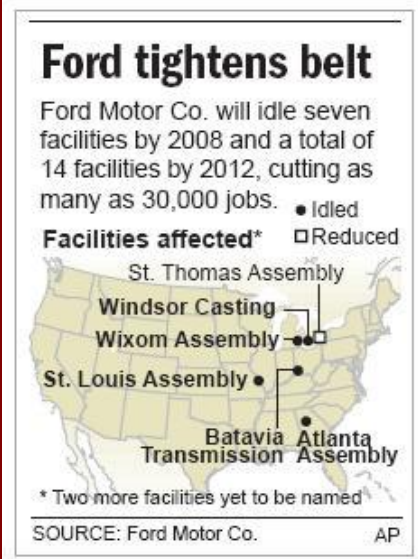 Ford tightens belt
Ford Motor Co. will idle seven
facilities by 2008 and a total of
14 facilities by 2012, cutting as
many as 30,000 jobs.
Idled
Facilities affected*
Reduced
St. Thomas Assembly
Windsor Casting
Wixom Assembly
St. Louis Assembly
Batavia
Transmission
Atlanta
Assembly
* Two more facilities yet to be named
SOURCE: Ford Motor Co.
AP